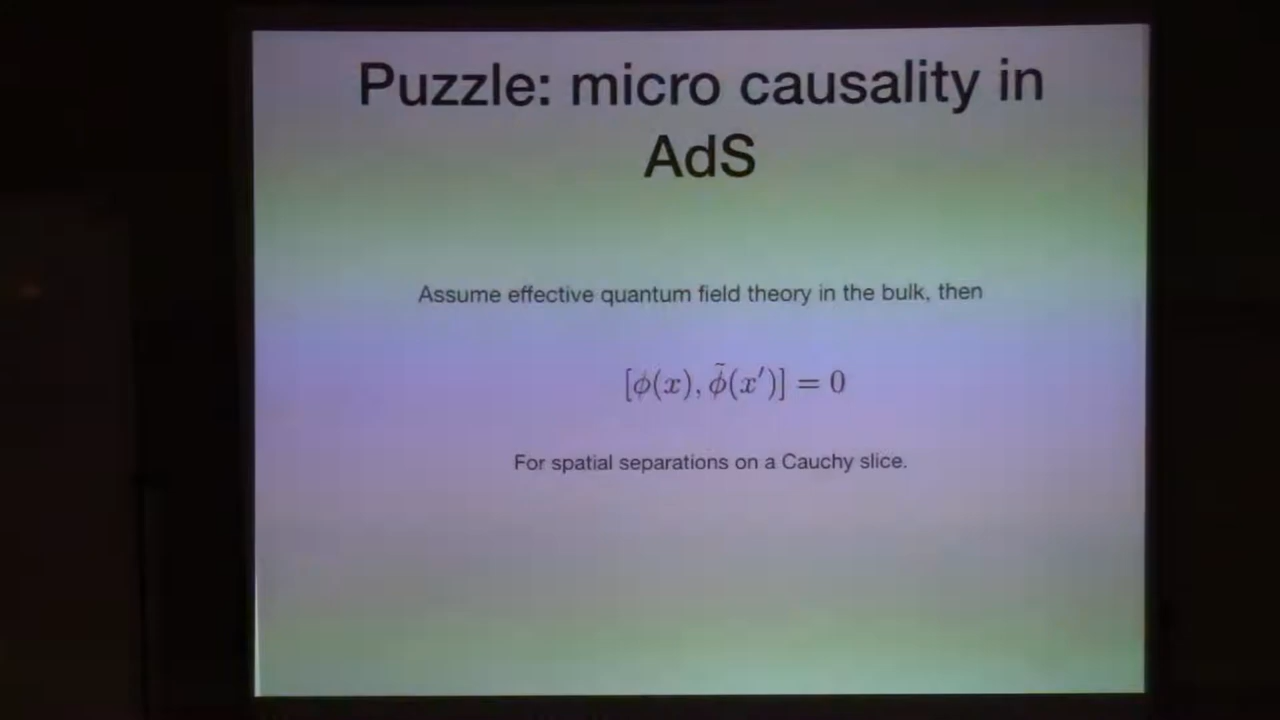 Puzzle: micro causality in
AdS
Assume effective quantum field theory in the bulk, then
[ϕ(x), ϕ̃(x′)] = 0
For spatial separations on a Cauchy slice.